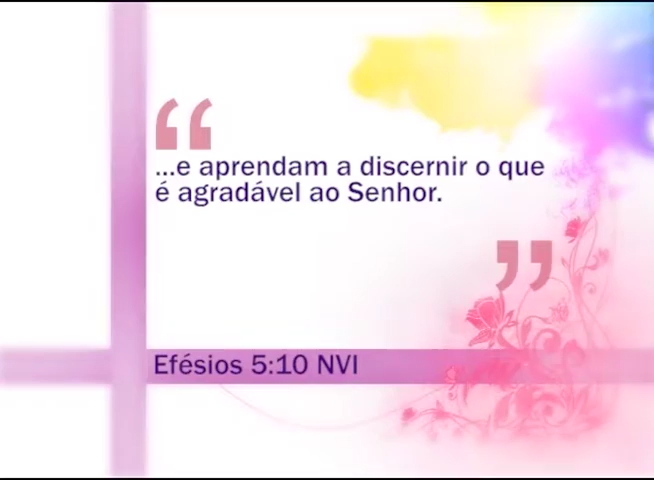 “
...e aprendam a discernir o que
é agradável ao Senhor.
”
Efésios 5:10 NVI